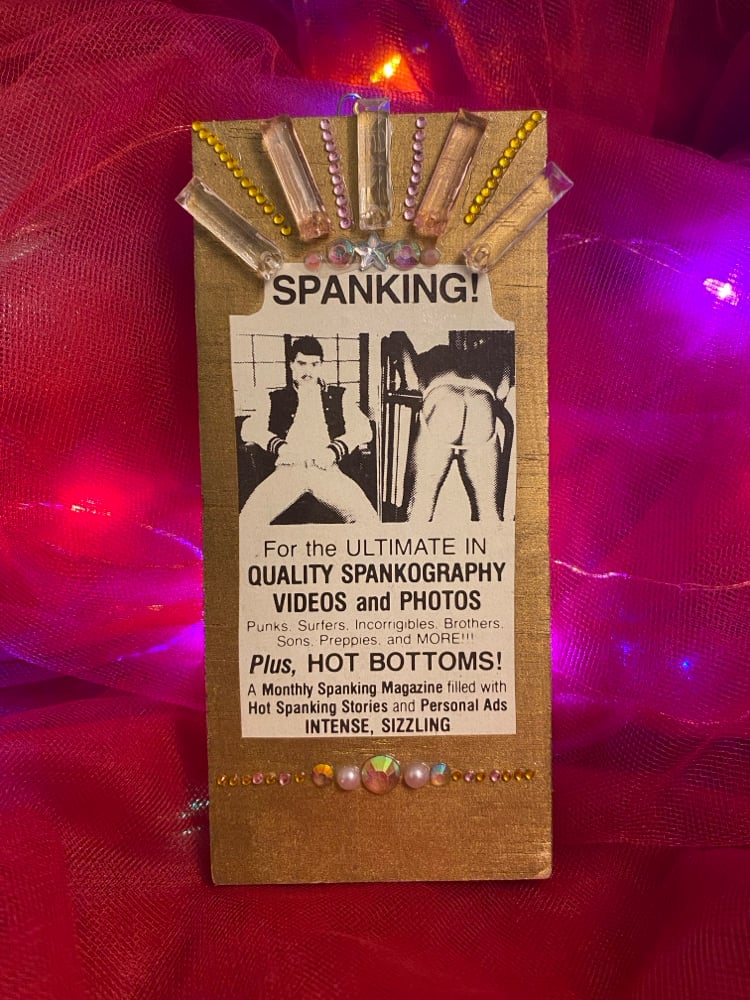 SPANKING!
For the ULTIMATE IN
QUALITY SPANKOGRAPHY
VIDEOS and PHOTOS
Punks. Surfers. Incorrigibles. Brothers.
Sons. Preppies. and MORE!!!
Plus, HOT BOTTOMS!
A Monthly Spanking Magazine filled with
Hot Spanking Stories and Personal Ads
INTENSE, SIZZLING